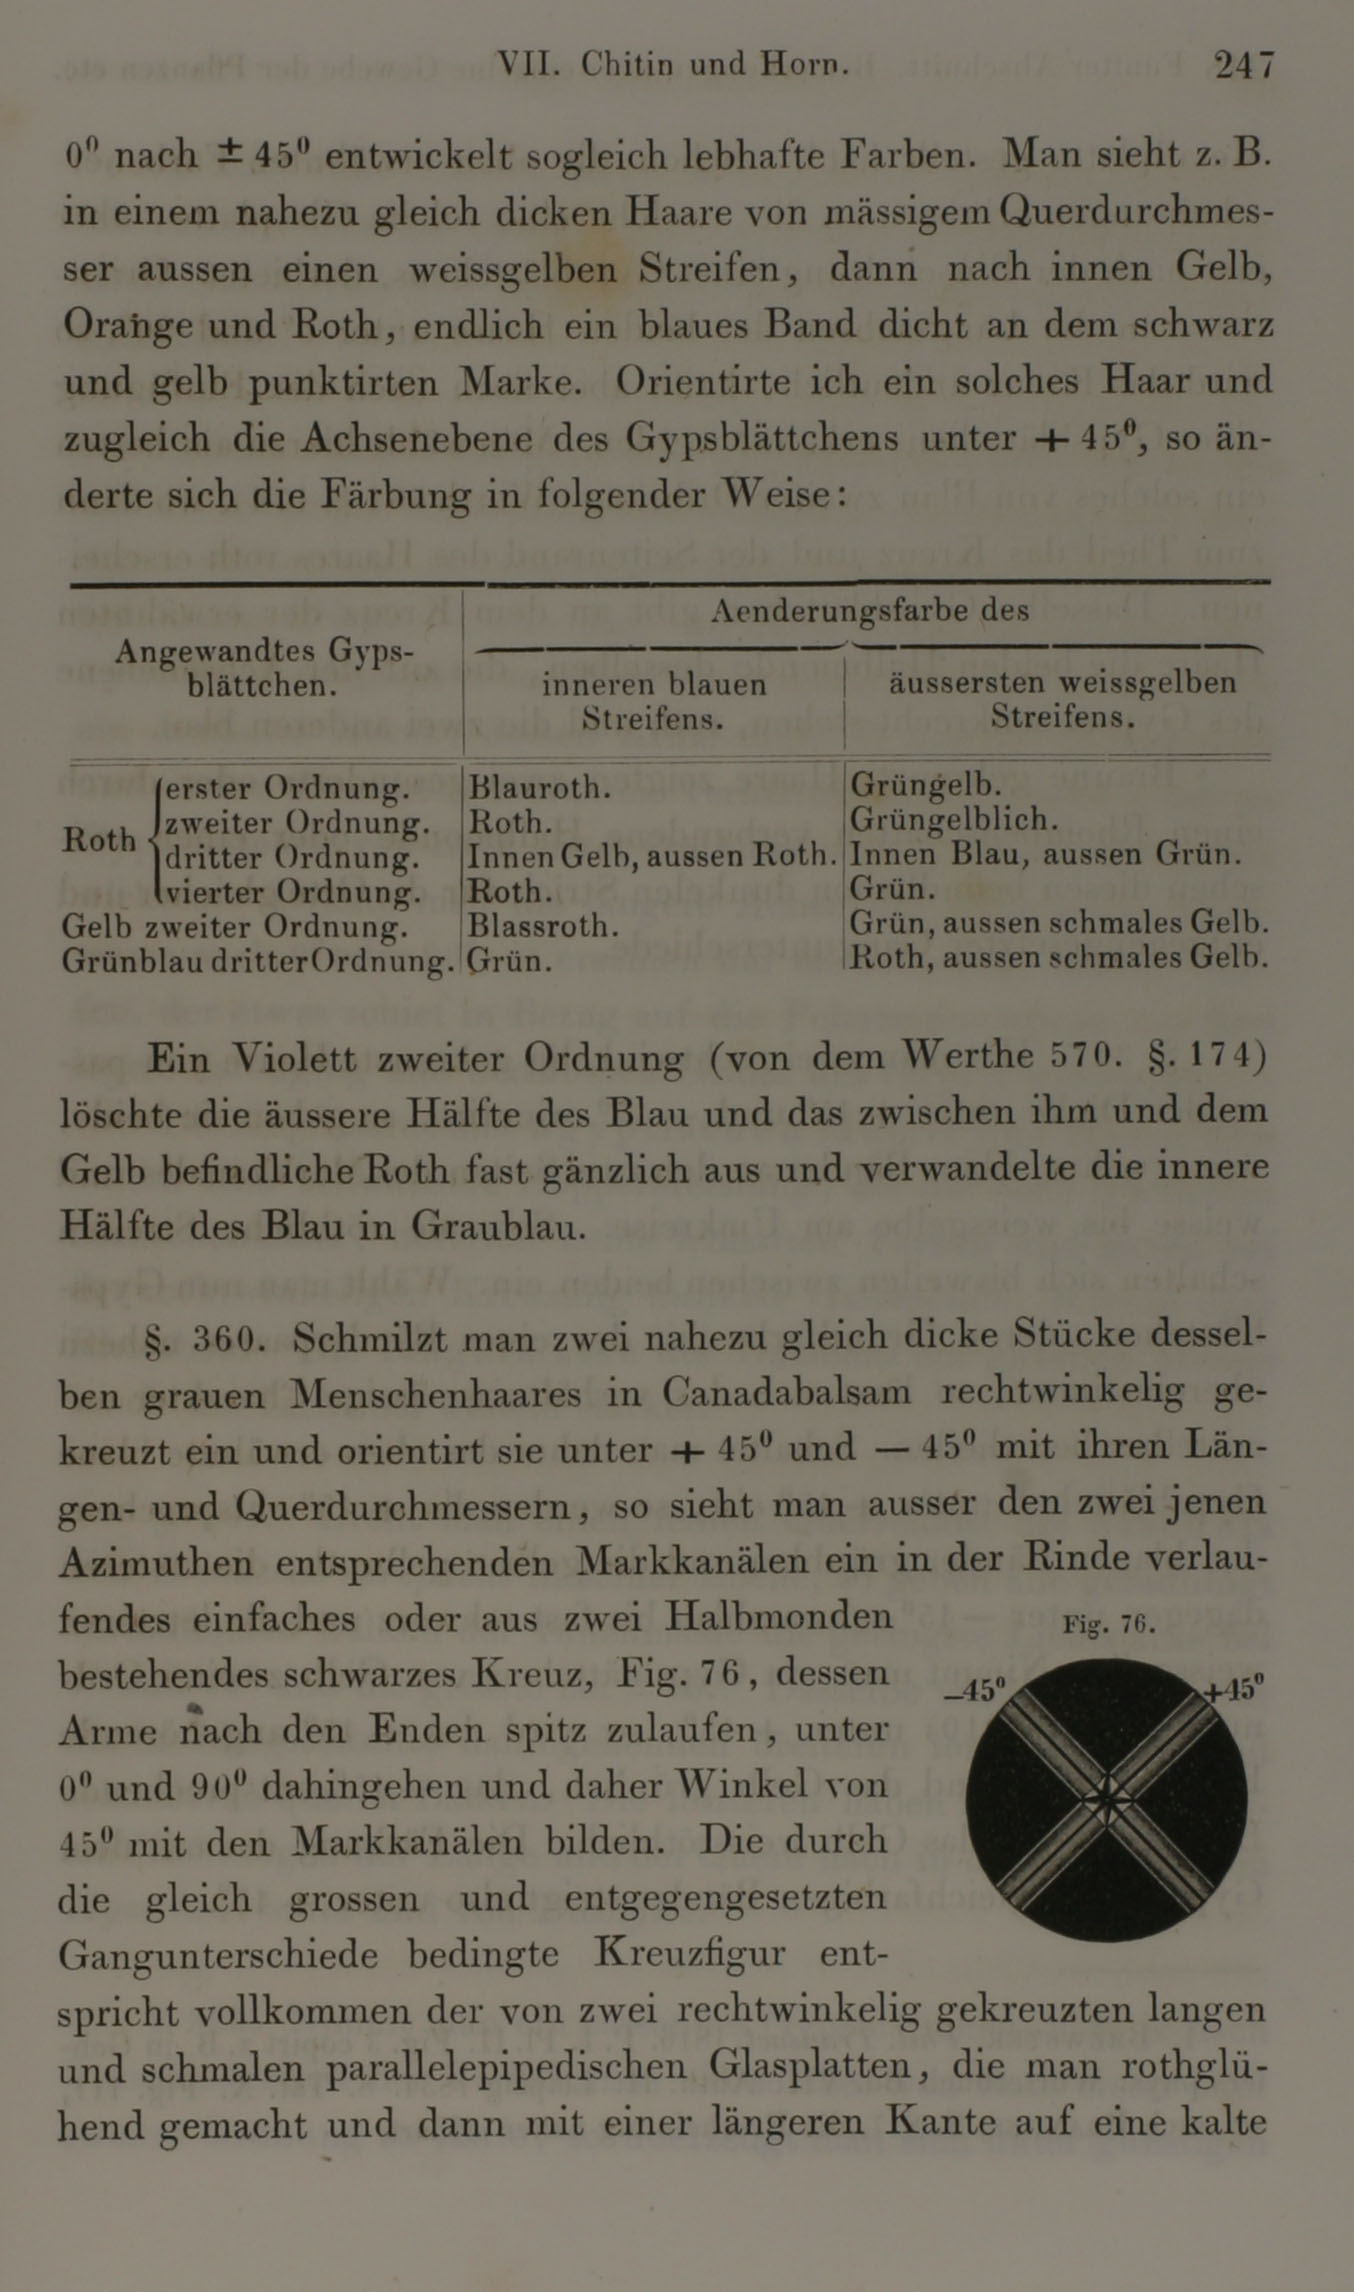 VII. Chitin und Horn. 247
0⁰ nach ± 45⁰ entwickelt sogleich lebhafte Farben. Man sieht z. B.
in einem nahezu gleich dicken Haare von mässigem Querdurchmes-
ser aussen einen weissgelben Streifen, dann nach innen Gelb,
Orange und Roth, endlich ein blaues Band dicht an dem schwarz
und gelb punktirten Marke. Orientirte ich ein solches Haar und
zugleich die Achsenebene des Gypsblättchens unter + 45⁰, so än-
derte sich die Färbung in folgender Weise:
Aenderungsfarbe des
Angewandtes Gyps-
blättchen.
inneren blauen
Streifens.
äussersten weissgelben
Streifens.
Roth
erster Ordnung. Blauroth. Grüngelb.
zweiter Ordnung. Roth. Grüngelblich.
dritter Ordnung. Innen Gelb, aussen Roth. Innen Blau, aussen Grün.
vierter Ordnung. Roth. Grün.
Gelb zweiter Ordnung. Blassroth. Grün, aussen schmales Gelb.
Grünblau dritter Ordnung. Grün. Roth, aussen schmales Gelb.
Ein Violett zweiter Ordnung (von dem Werthe 570. §. 174)
löschte die äussere Hälfte des Blau und das zwischen ihm und dem
Gelb befindliche Roth fast gänzlich aus und verwandelte die innere
Hälfte des Blau in Graublau.
§. 360. Schmilzt man zwei nahezu gleich dicke Stücke dessel-
ben grauen Menschenhaares in Canadabalsam rechtwinkelig ge-
kreuzt ein und orientirt sie unter + 45⁰ und — 45⁰ mit ihren Län-
gen- und Querdurchmessern, so sieht man ausser den zwei jenen
Azimuthen entsprechenden Markkanälen ein in der Rinde verlau-
fendes einfaches oder aus zwei Halbmonden
bestehendes schwarzes Kreuz, Fig. 76, dessen
Arme nach den Enden spitz zulaufen, unter
0⁰ und 90⁰ dahingehen und daher Winkel von
45⁰ mit den Markkanälen bilden. Die durch
die gleich grossen und entgegengesetzten
Gangunterschiede bedingte Kreuzfigur ent-
Fig. 76.
—45⁰ +45⁰
spricht vollkommen der von zwei rechtwinkelig gekreuzten langen
und schmalen parallelepipedischen Glasplatten, die man rothglü-
hend gemacht und dann mit einer längeren Kante auf eine kalte